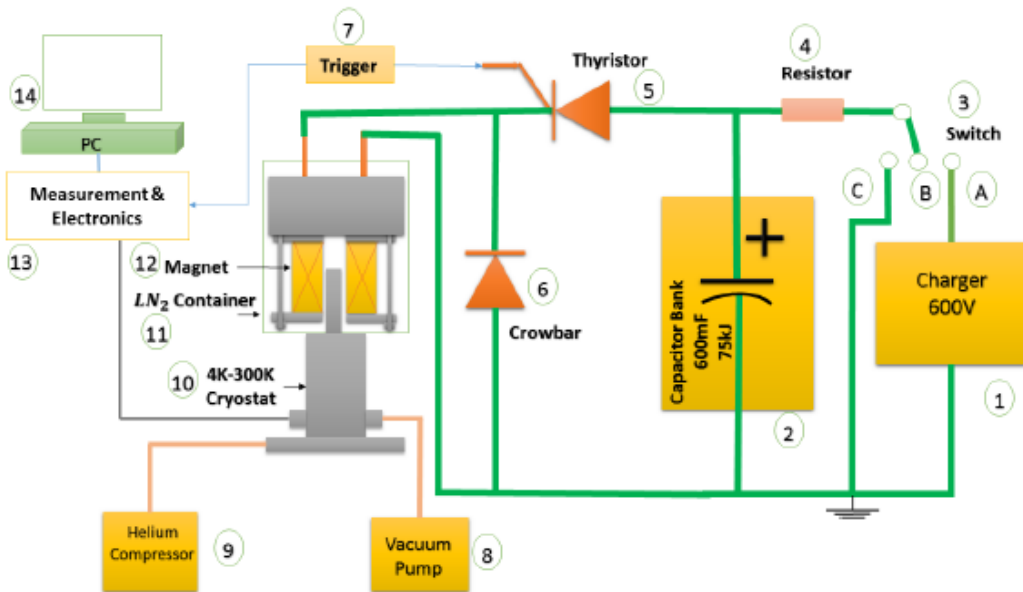 7
Trigger
Thyristor
5
4
Resistor
3
Switch
14
PC
C
B
A
Measurement &
Electronics
13
12
Magnet
LN2 Container
11
6
Crowbar
+
Capacitor Bank
600mF
75kJ
2
Charger
600V
1
10
4K-300K
Cryostat
Helium
Compressor
9
Vacuum
Pump
8